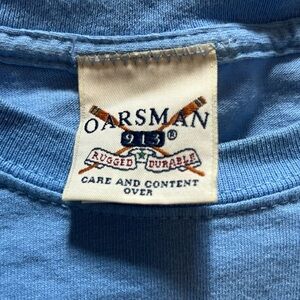 OARSMAN
913®
RUGGED DURABLE
CARE AND CONTENT
OVER